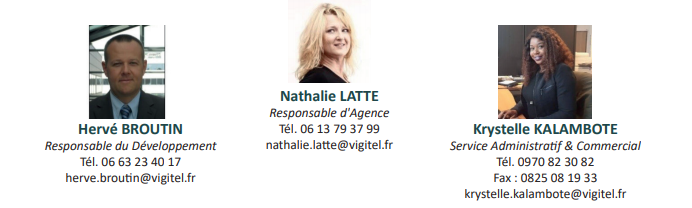 Hervé BROUTIN
Responsable du Développement
Tél. 06 63 23 40 17
herve.broutin@vigitel.fr
Nathalie LATTE
Responsable d'Agence
Tél. 06 13 79 37 99
nathalie.latte@vigitel.fr
Krystelle KALAMBOTE
Service Administratif & Commercial
Tél. 0970 82 30 82
Fax : 0825 08 19 33
krystelle.kalambote@vigitel.fr